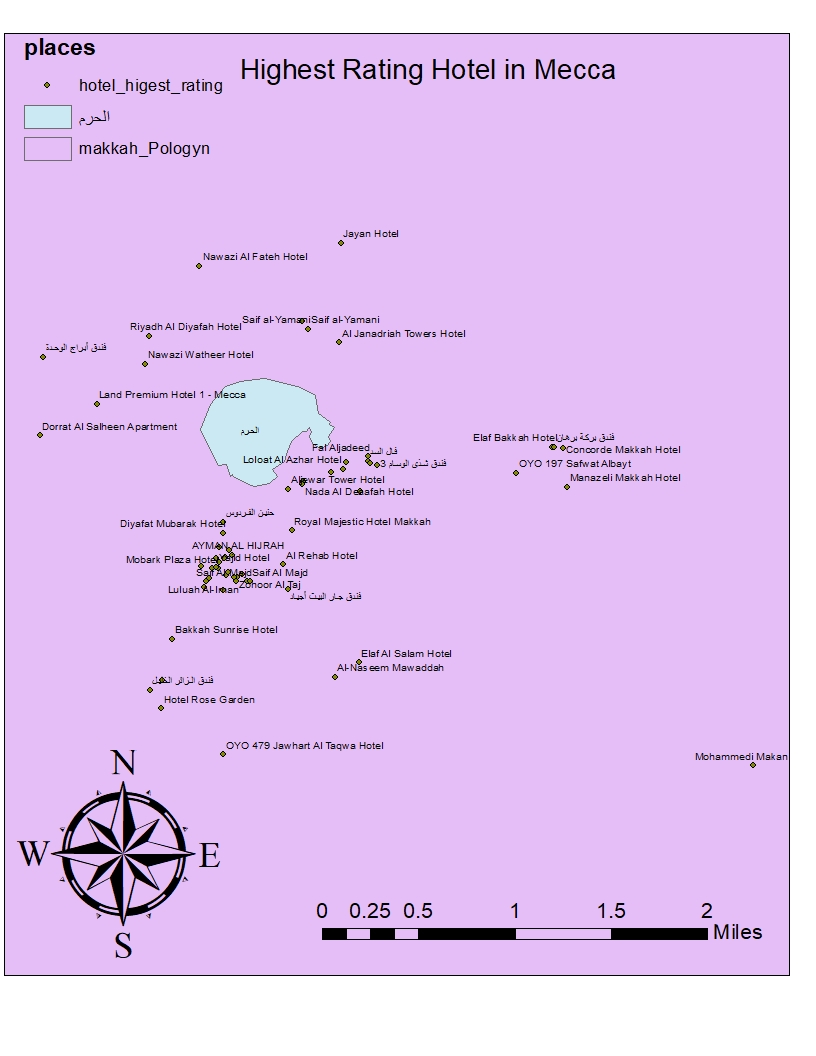 places
Highest Rating Hotel in Mecca
hotel_higest_rating
الحرم
makkah_Pologyn
Jayan Hotel
Nawazi Al Fateh Hotel
Saif al-Yamani
Saif al-Yamani
Riyadh Al Diyafah Hotel
Al Janadriah Towers Hotel
فندق أبراج الوحدة
Nawazi Watheer Hotel
Land Premium Hotel 1 - Mecca
Dorrat Al Salheen Apartment
الحرم
Elaf Bakkah Hotel
فندق بركة برهان
Fal Aljadeed
Concorde Makkah Hotel
Loloat Al Azhar Hotel
فندق شذى الوسام 3
OYO 197 Safwat Albayt
Aljewar Tower Hotel
Manazeli Makkah Hotel
Nada Al Deafah Hotel
حنين الفردوس
Diyafat Mubarak Hotel
Royal Majestic Hotel Makkah
AYMAN AL HIJRAH
Mobark Plaza Hotel
Majd Hotel
Al Rehab Hotel
Saif Al Majd
Saif Al Majd
Luluah Al-Iman
Zohoor Al Taj
فندق جار البيت أجياد
Bakkah Sunrise Hotel
Elaf Al Salam Hotel
Al-Naseem Mawaddah
فندق الزائر
Hotel Rose Garden
OYO 479 Jawhart Al Taqwa Hotel
Mohammedi Makan
N
W E
S
0 0.25 0.5 1 1.5 2
Miles